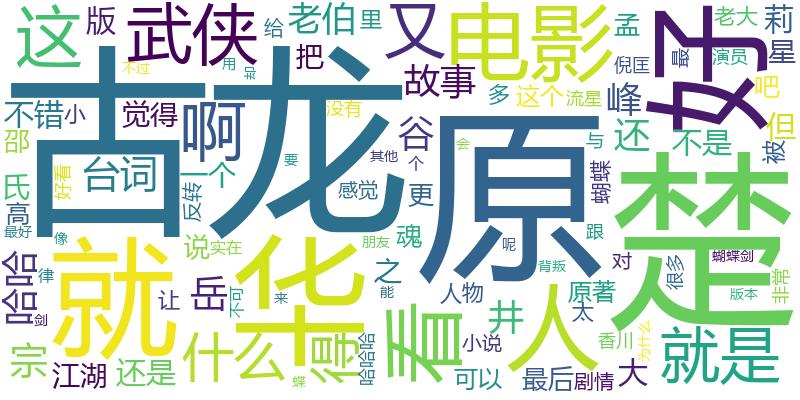 这
版
武侠
给
老伯
里
又
电影
孟
老大
莉
星
小
不过
用
却
把
故事
多
倪匡
最
演员
好
吧
不错
觉得
啊
没有
这个
流星
峰
邵
古龙
原
谷
还
与
不是
但
被
氏
好看
台词
一个
反转
要
感觉
其他
个
更
会
蝴蝶
楚
高
最好
像
说
实在
朋友
魂
呢
跟
对
很多
蝴蝶剑
非常
哈哈
律
就
让
岳
不可
华
来
之
能
人物
背叛
原著
太
版本
剑
宗
江湖
还是
什么
蝶
得
哈哈哈
看
井
小说
可以
人
最后
剧情
香川
大
为什么
就是